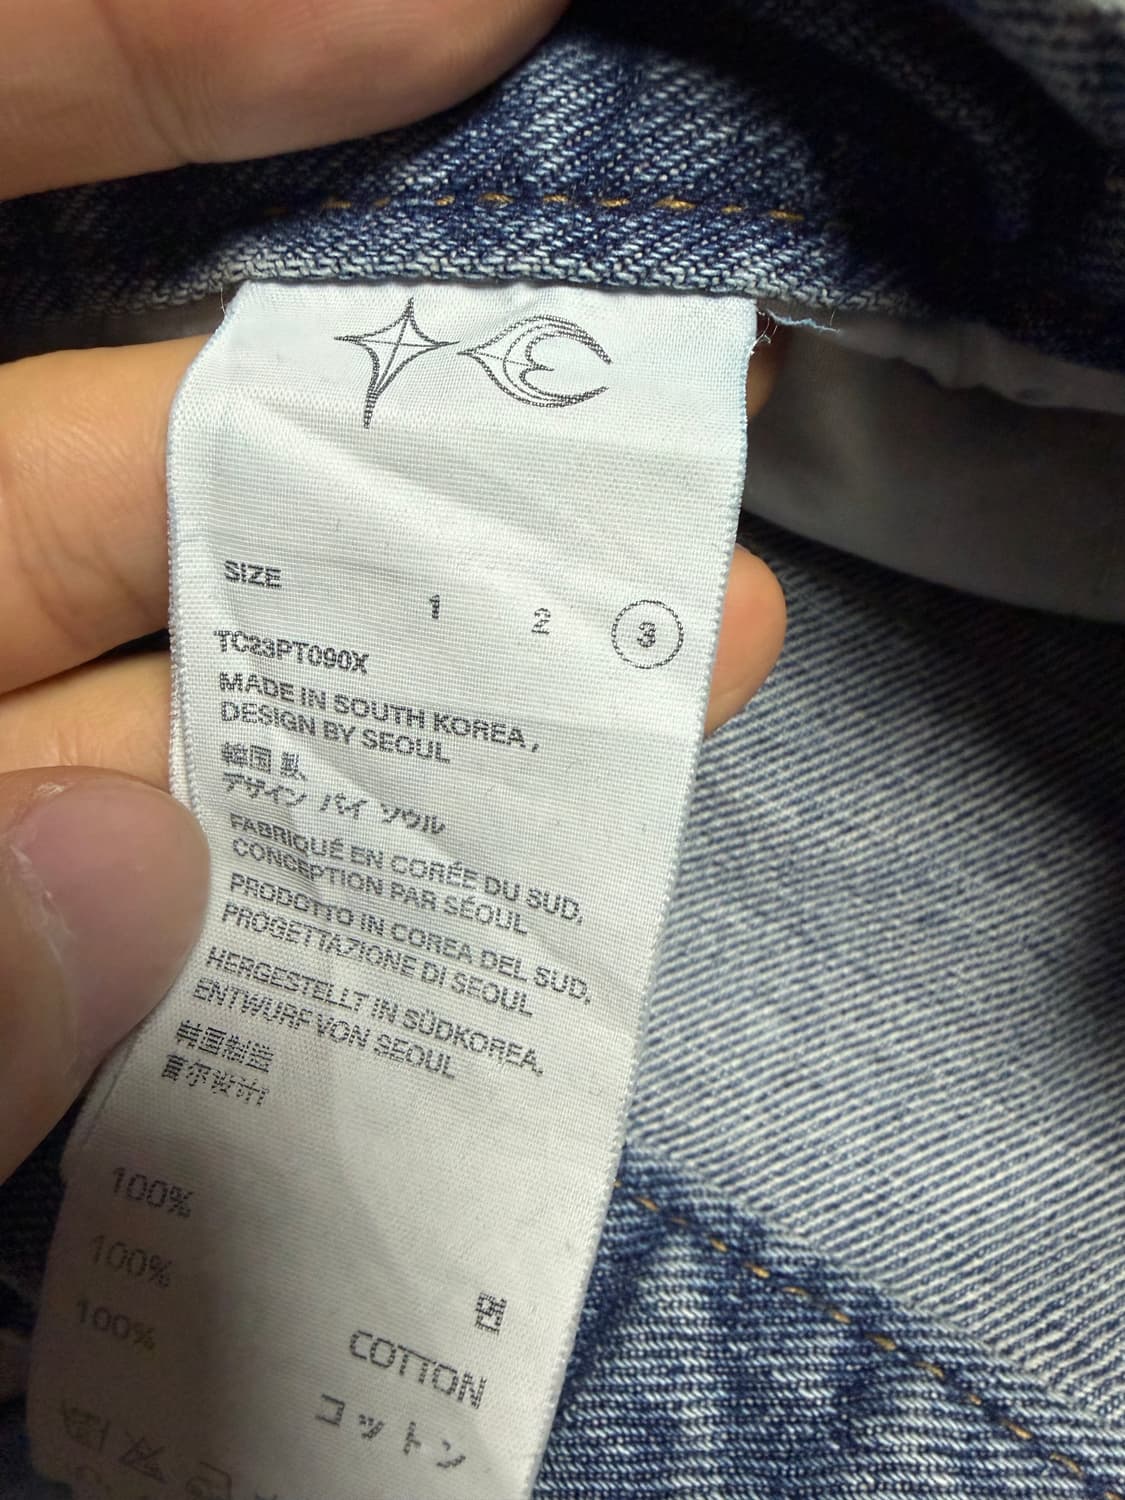 SIZE
1 2 3
TC23PT090X
MADE IN SOUTH KOREA,
DESIGN BY SEOUL
韓国製
デザイン バイ ソウル
FABRIQUÉ EN CORÉE DU SUD,
CONCEPTION PAR SÉOUL
PRODOTTO IN COREA DEL SUD,
PROGETTAZIONE DI SEOUL
HERGESTELLT IN SÜDKOREA,
ENTWURF VON SEOUL
韩国制造
首尔设计
100%
100%
100%
면
COTTON
コットン